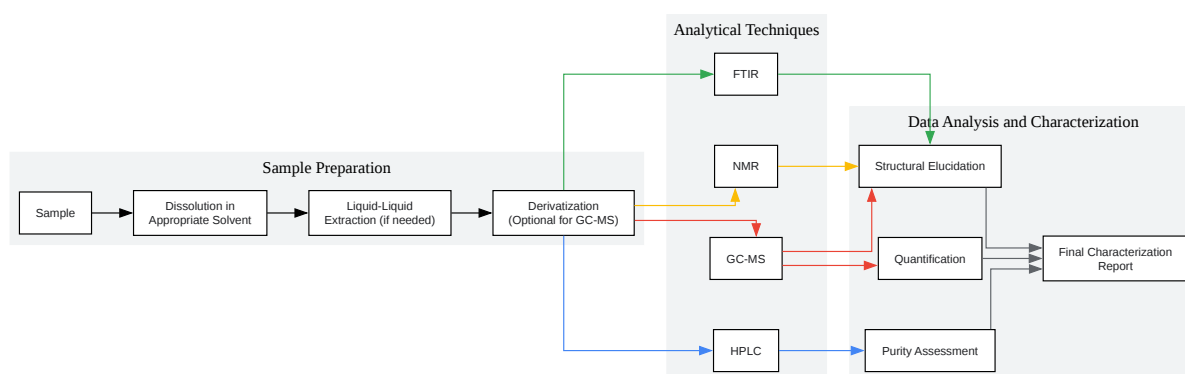 Analytical Techniques
FTIR
Data Analysis and Characterization
Sample Preparation
NMR
Structural Elucidation
Sample
Dissolution in
Appropriate Solvent
Liquid-Liquid
Extraction (if needed)
Derivatization
(Optional for GC-MS)
GC-MS
Quantification
Final Characterization
Report
HPLC
Purity Assessment